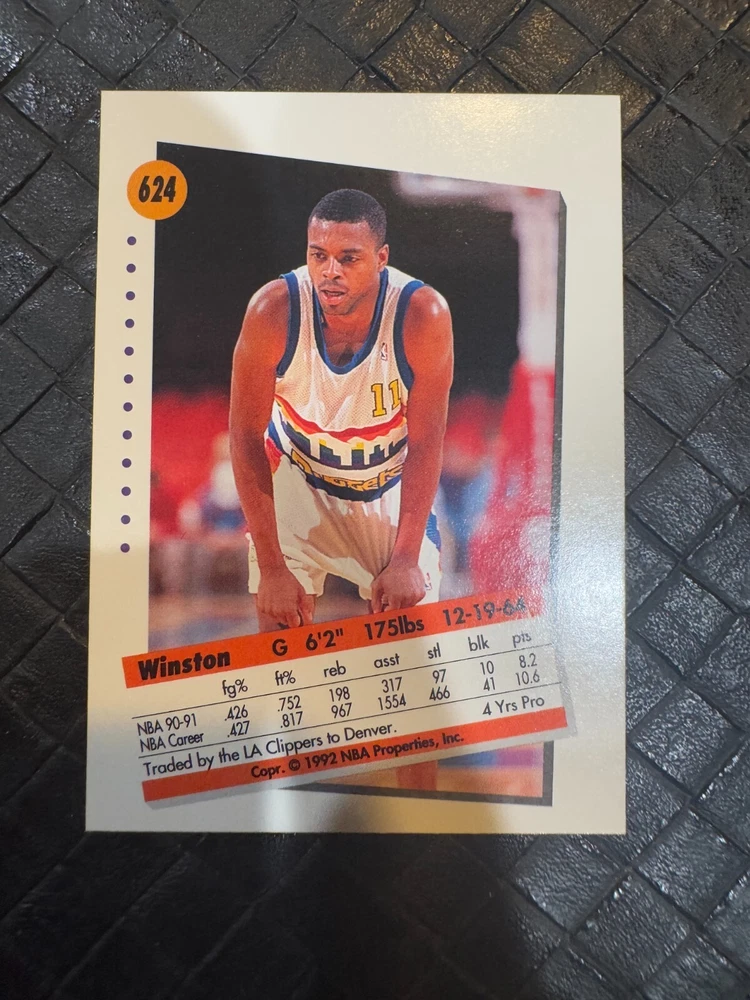 624
11
Nuggets
Winston G 6'2" 175lbs 12-19-64
fg% ft% reb asst stl blk pts
NBA 90-91 .426 .752 198 317 97 10 8.2
NBA Career .427 .817 967 1554 466 41 10.6
Traded by the LA Clippers to Denver. 4 Yrs Pro
Copr. © 1992 NBA Properties, Inc.